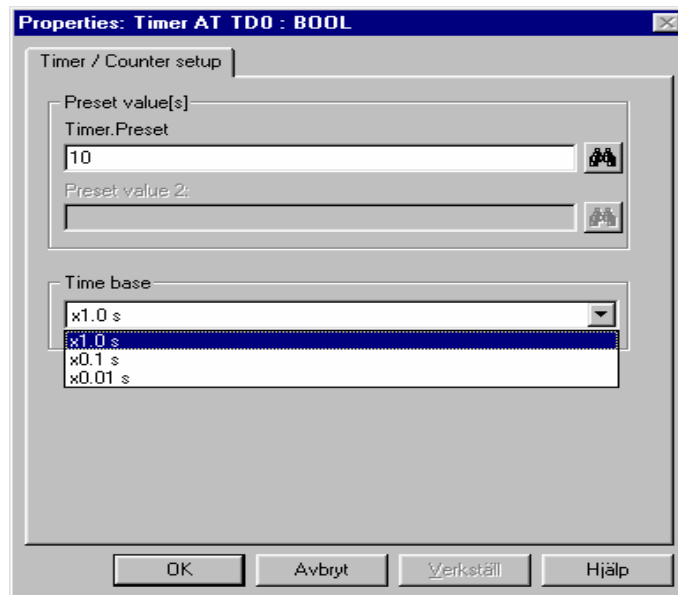 Properties: Timer AT TD0 : BOOL
Timer / Counter setup
Preset value[s]
Timer.Preset
10
Preset value 2:
Time base
x1.0 s
x1.0 s
x0.1 s
x0.01 s
OK Avbryt Verkställ Hjälp